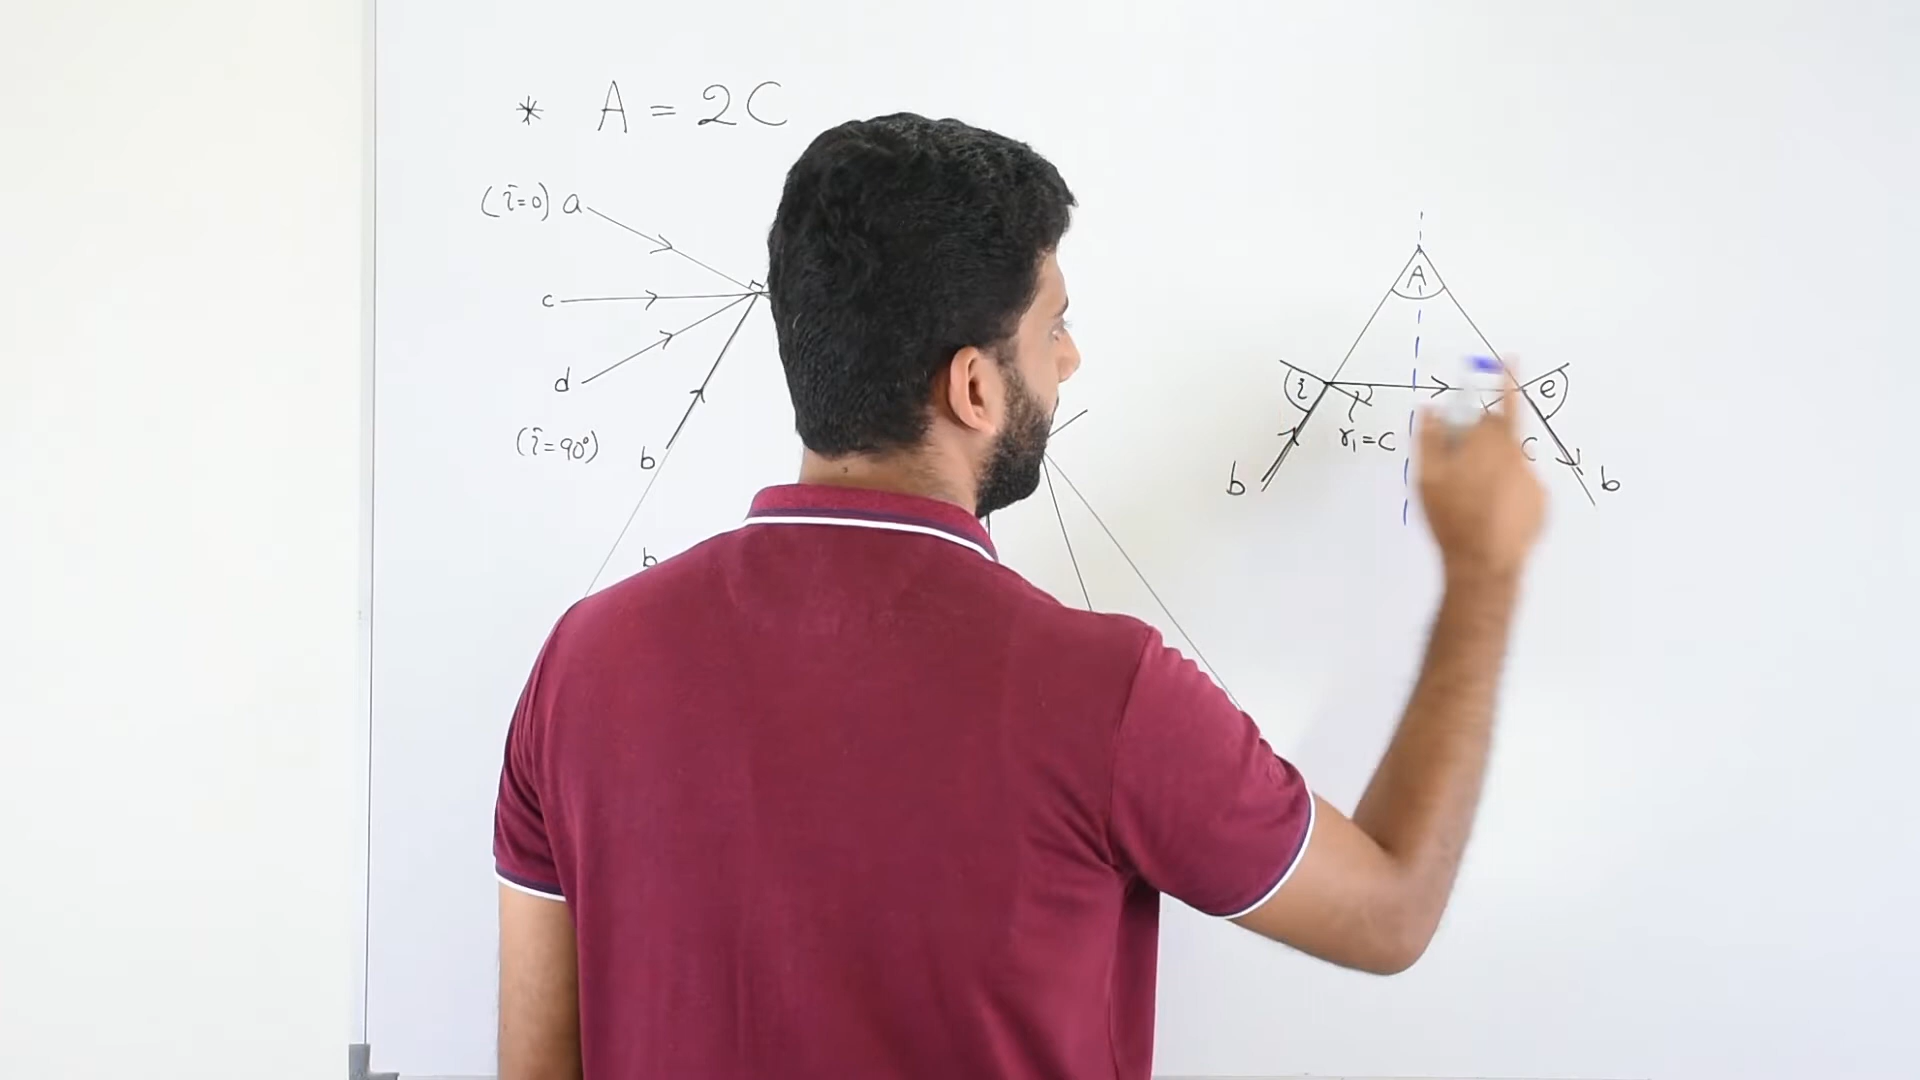 * A = 2C
(i=0) a
c
d
(i=90°) b
b
A
i
e
r₁=C
C
b
b